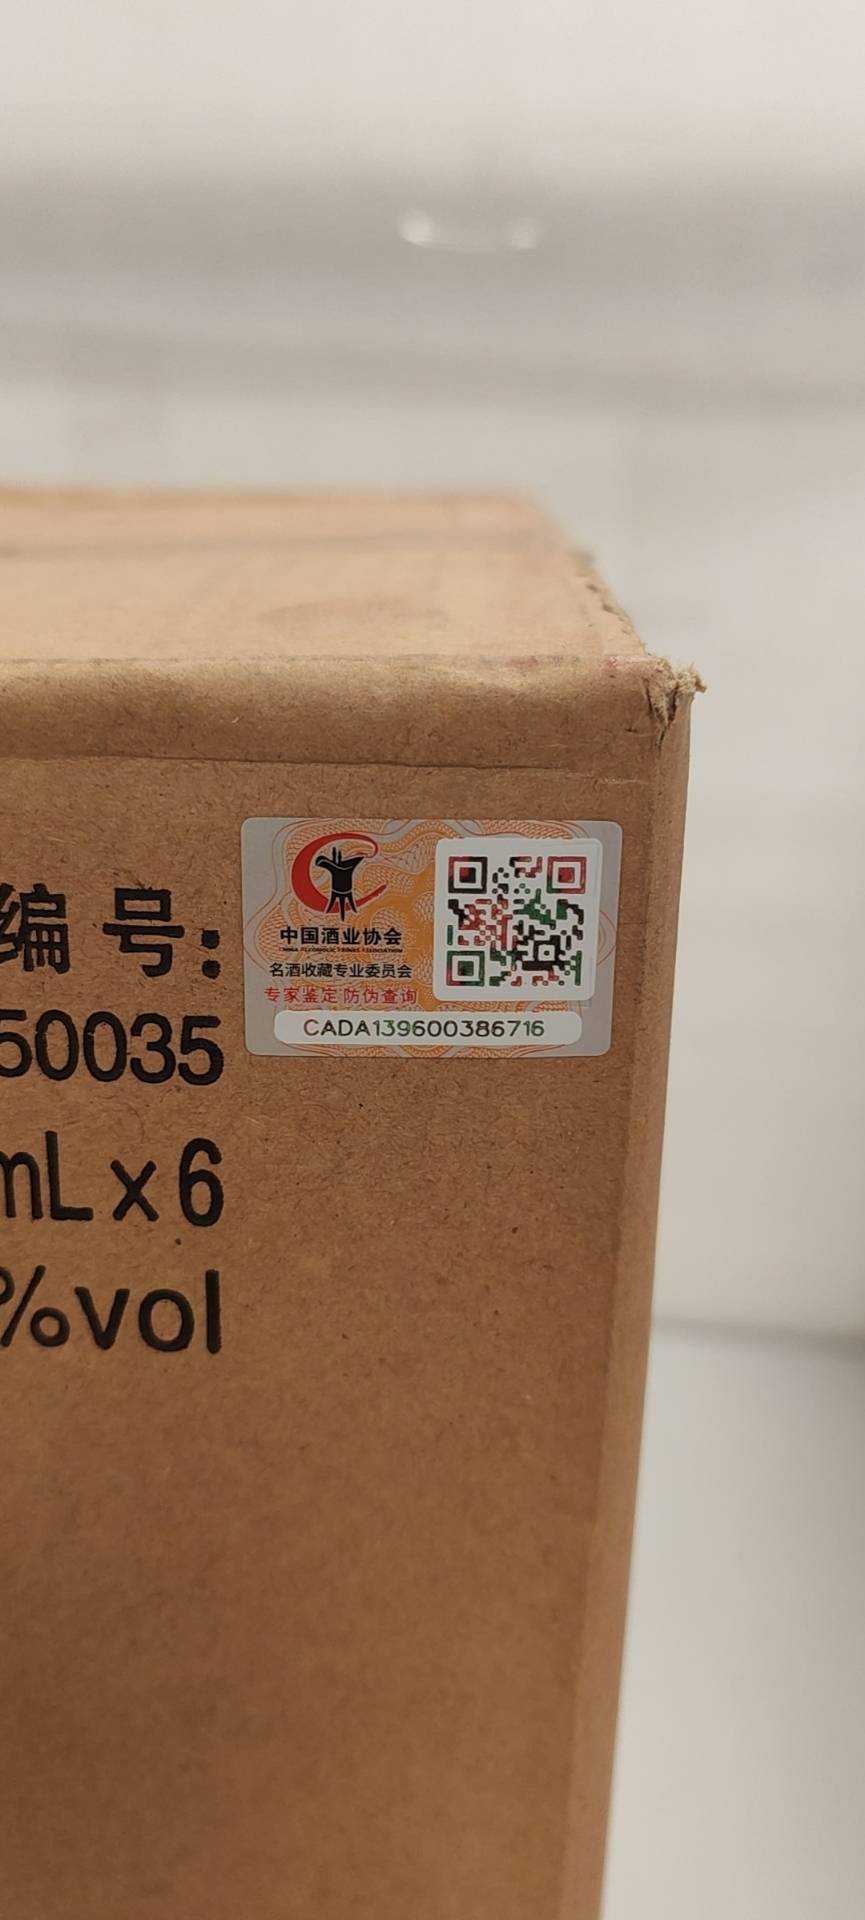 编号:
50035
mL x 6
%vol
中国酒业协会
CHINA ALCOHOLIC DRINKS ASSOCIATION
名酒收藏专业委员会
专家鉴定 防伪查询
CADA139600386716